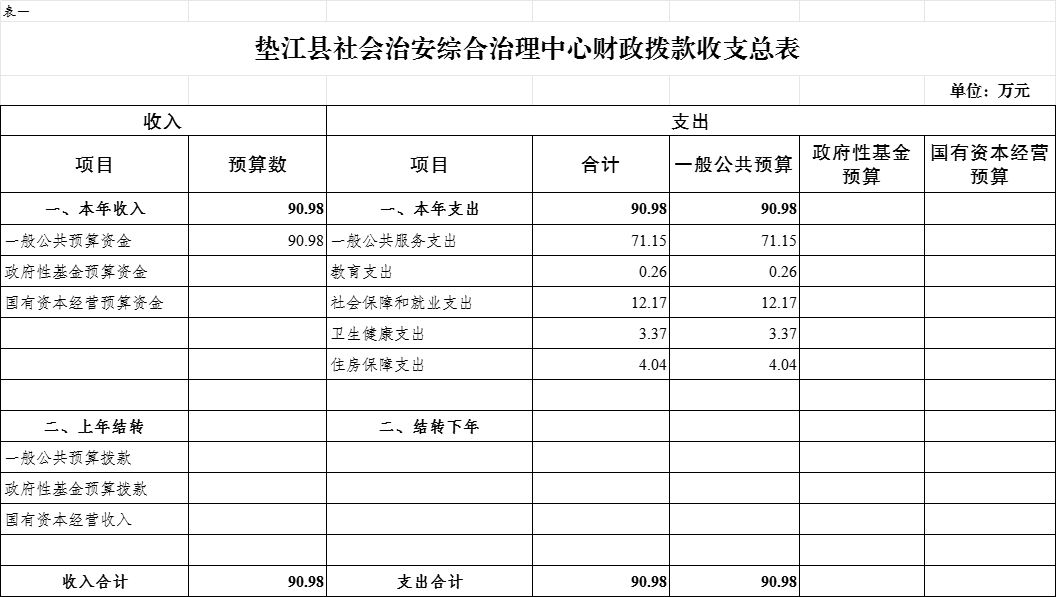 表一
垫江县社会治安综合治理中心财政拨款收支总表
单位：万元
收入 支出
项目 预算数 项目 合计 一般公共预算 政府性基金预算 国有资本经营预算
一、本年收入 90.98 一、本年支出 90.98 90.98
一般公共预算资金 90.98 一般公共服务支出 71.15 71.15
政府性基金预算资金 教育支出 0.26 0.26
国有资本经营预算资金 社会保障和就业支出 12.17 12.17
卫生健康支出 3.37 3.37
住房保障支出 4.04 4.04
二、上年结转 二、结转下年
一般公共预算拨款
政府性基金预算拨款
国有资本经营收入
收入合计 90.98 支出合计 90.98 90.98